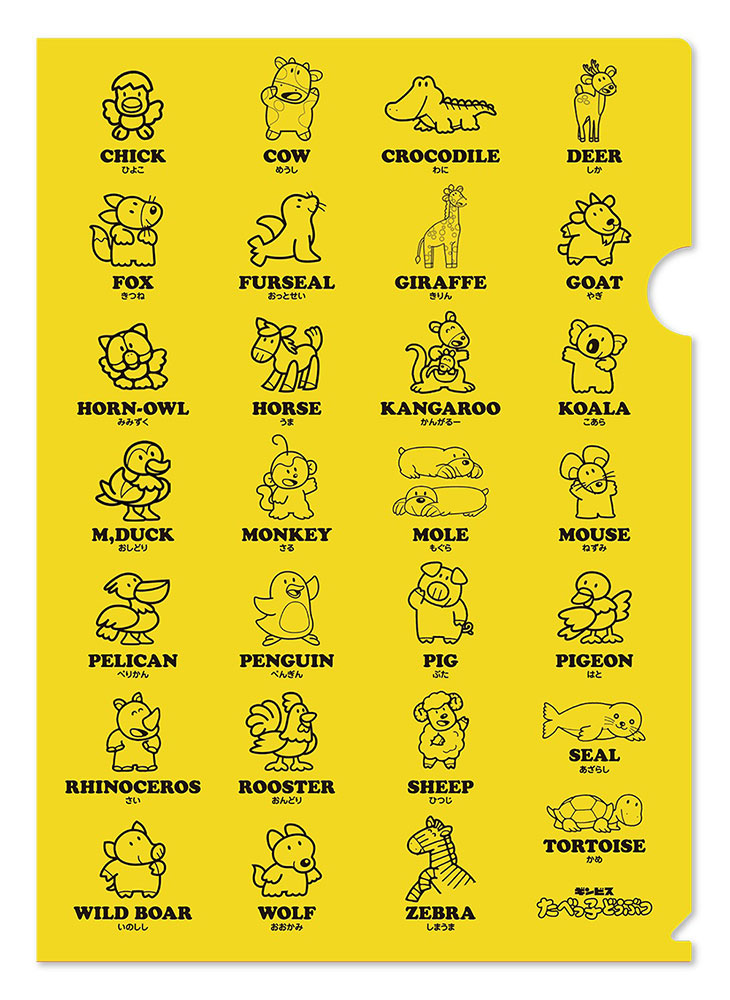 CHICK
ひよこ
COW
めうし
CROCODILE
わに
DEER
しか
FOX
きつね
FURSEAL
おっとせい
GIRAFFE
きりん
GOAT
やぎ
HORN-OWL
みみずく
HORSE
うま
KANGAROO
かんがるー
KOALA
こあら
M,DUCK
おしどり
MONKEY
さる
MOLE
もぐら
MOUSE
ねずみ
PELICAN
ぺりかん
PENGUIN
ぺんぎん
PIG
ぶた
PIGEON
はと
RHINOCEROS
さい
ROOSTER
おんどり
SHEEP
ひつじ
SEAL
あざらし
TORTOISE
かめ
WILD BOAR
いのしし
WOLF
おおかみ
ZEBRA
しまうま
ギンビス
たべっ子どうぶつ